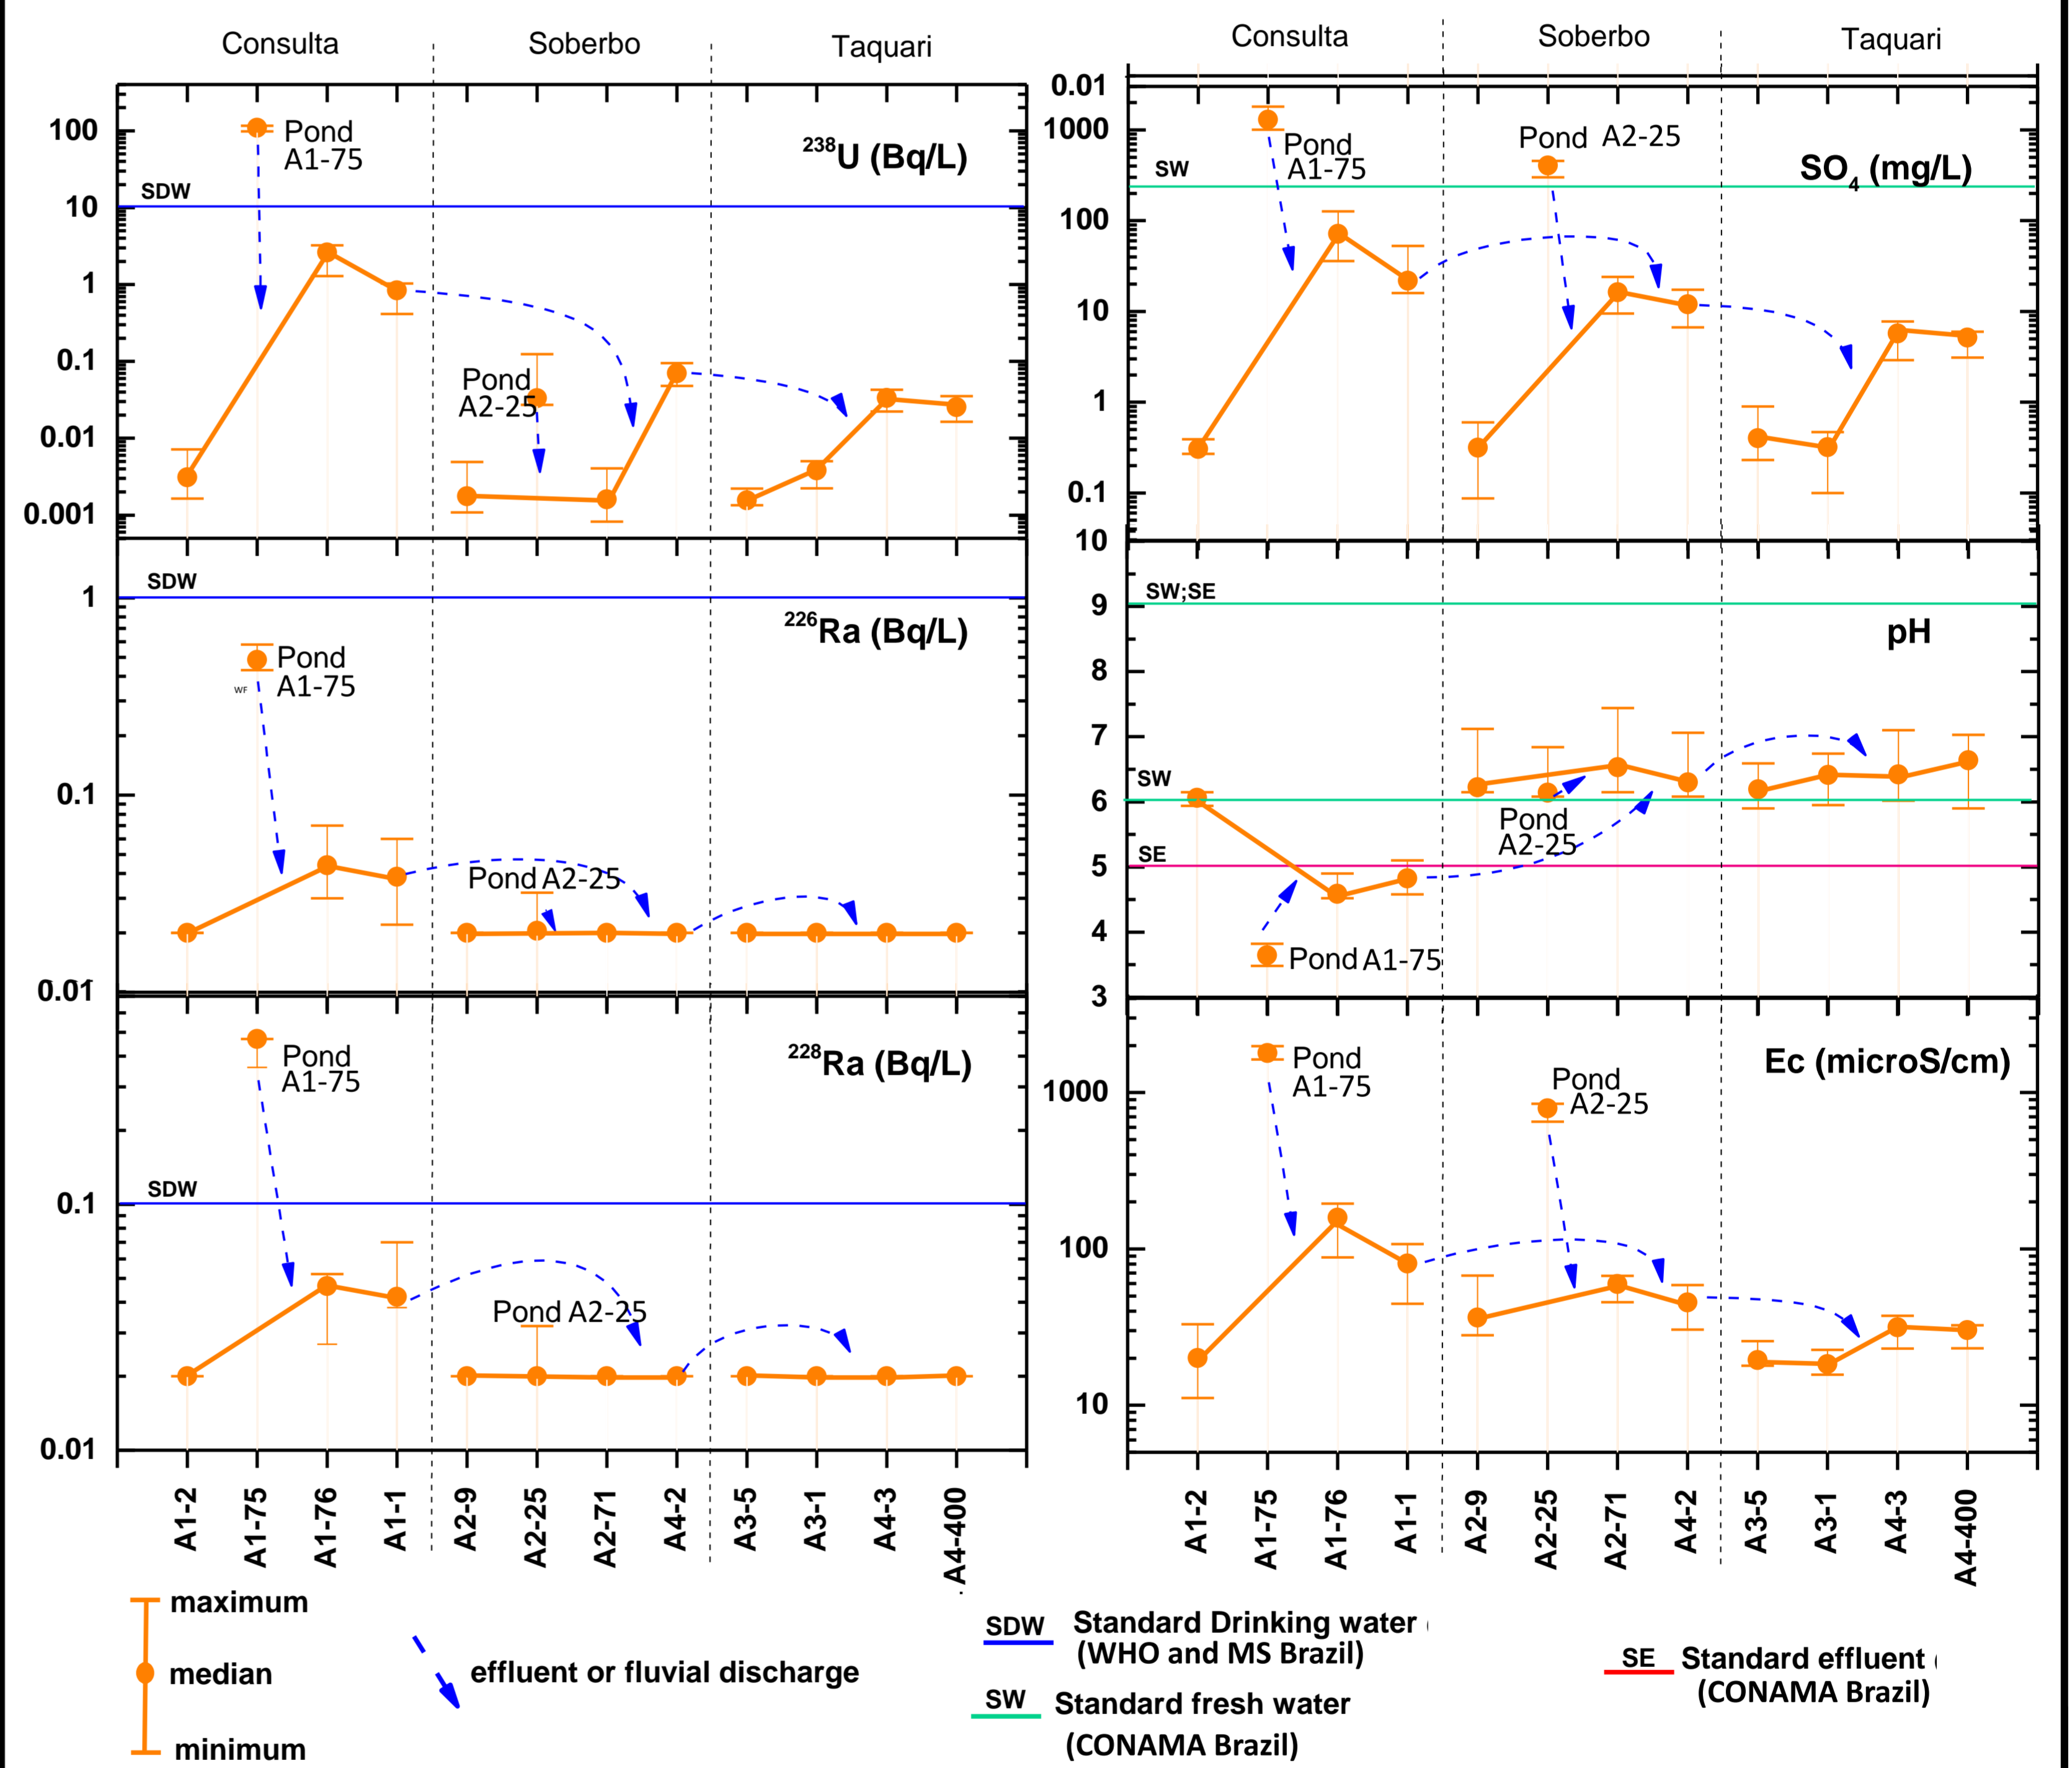 Consulta Soberbo Taquari
100
10
1
0.1
0.01
0.001
SDW
Pond
A1-75
Pond
A2-25
238U (Bq/L)
1
0.1
0.01
SDW
Pond
WF A1-75
Pond A2-25
226Ra (Bq/L)
0.1
0.01
Pond
A1-75
SDW
Pond A2-25
228Ra (Bq/L)
A1-2
A1-75
A1-76
A1-1
A2-9
A2-25
A2-71
A4-2
A3-5
A3-1
A4-3
A4-400
Consulta Soberbo Taquari
0.01
1000
100
10
1
0.1
SW
Pond
A1-75
Pond A2-25
SO4 (mg/L)
10
9
8
7
6
5
4
3
SW;SE
SW
SE
Pond
A2-25
Pond A1-75
pH
1000
100
10
Pond
A1-75
Pond
A2-25
Ec (microS/cm)
A1-2
A1-75
A1-76
A1-1
A2-9
A2-25
A2-71
A4-2
A3-5
A3-1
A4-3
A4-400
maximum
median
minimum
effluent or fluvial discharge
SDW Standard Drinking water
(WHO and MS Brazil)
SW Standard fresh water
(CONAMA Brazil)
SE Standard effluent
(CONAMA Brazil)